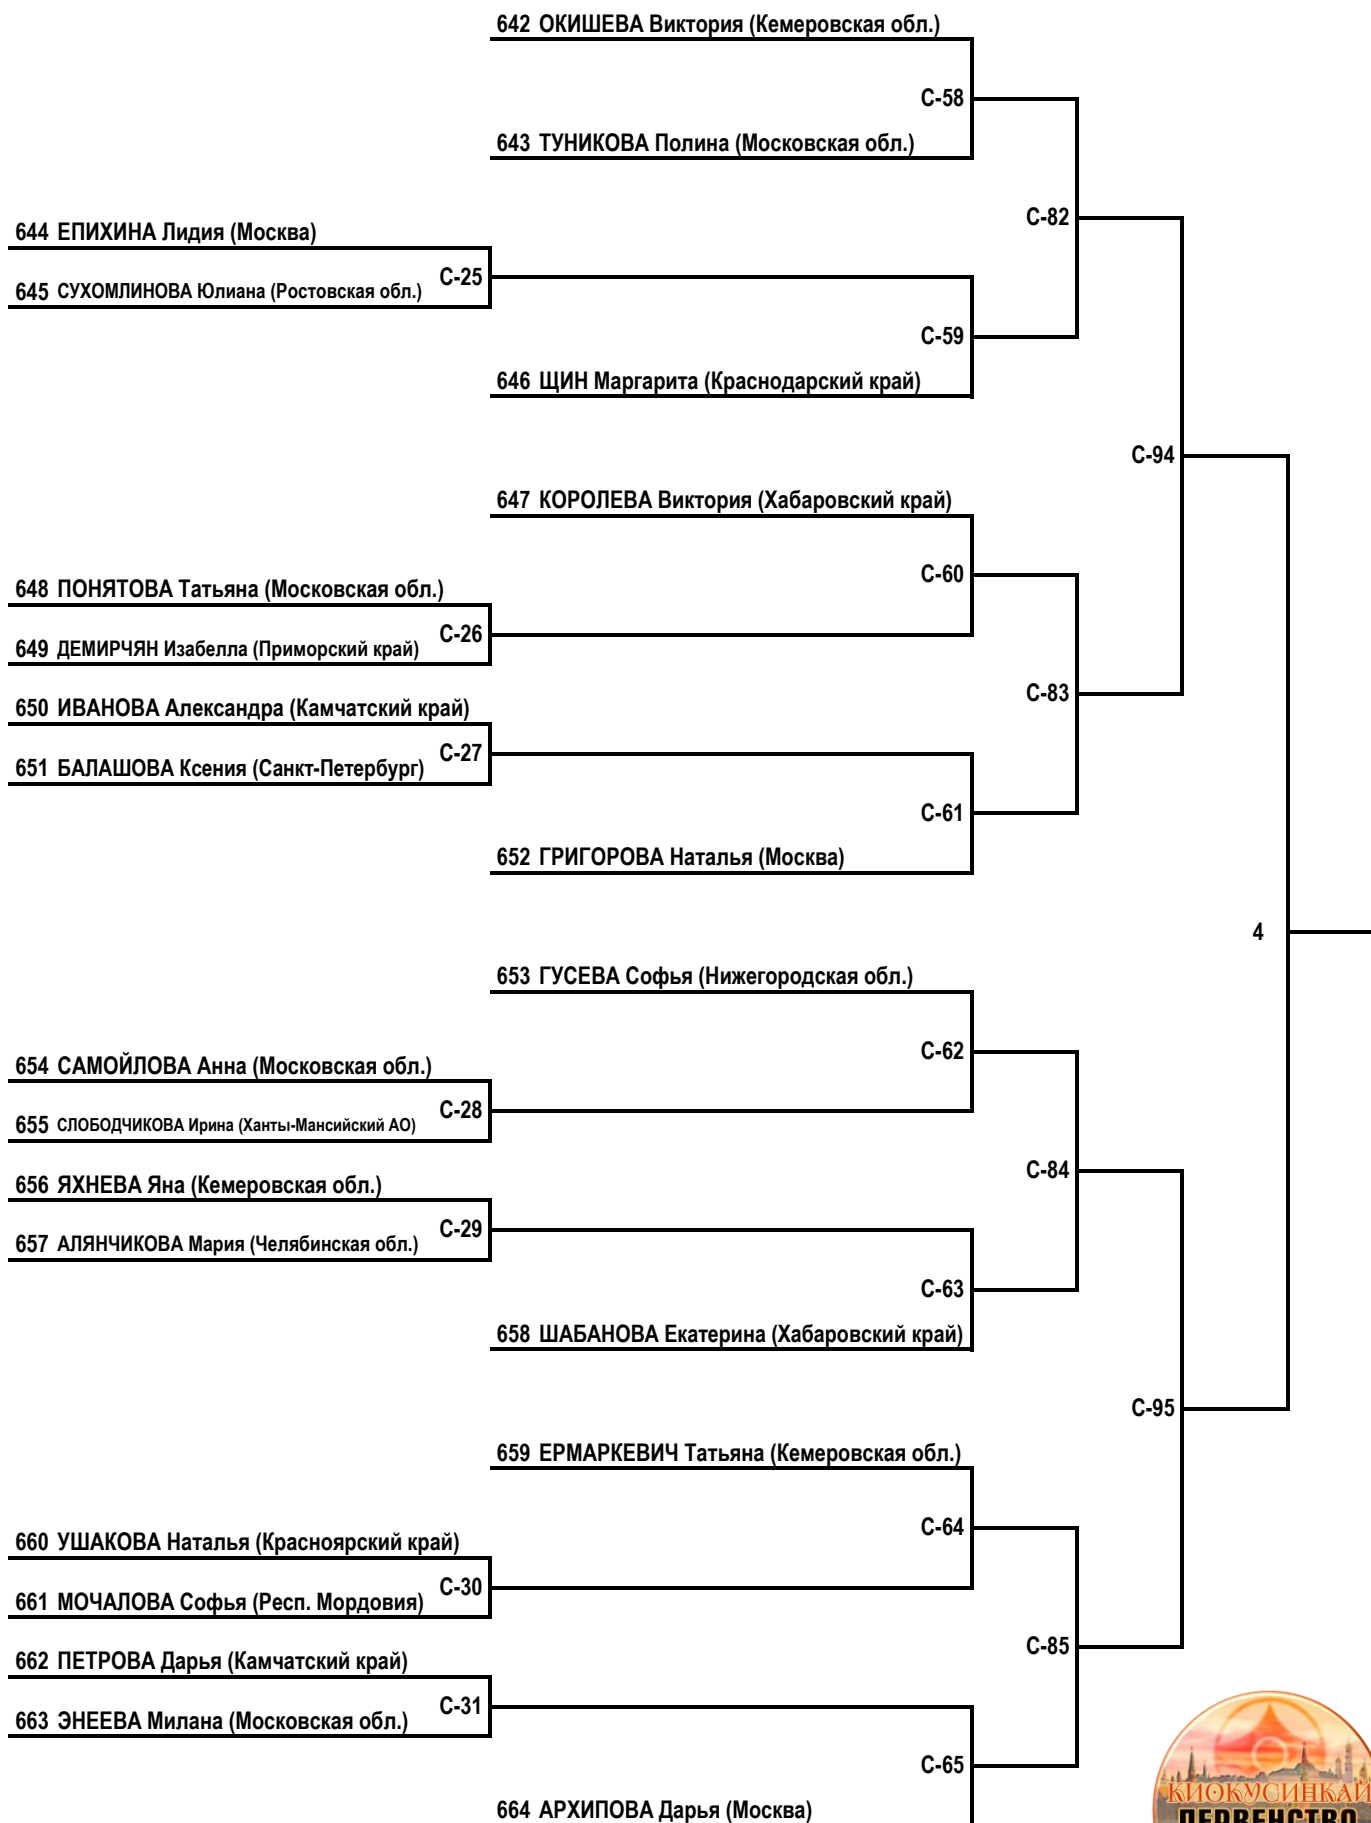 642 ОКИШЕВА Виктория (Кемеровская обл.)
С-58
643 ТУНИКОВА Полина (Московская обл.)
С-82
644 ЕПИХИНА Лидия (Москва)
С-25
645 СУХОМЛИНОВА Юлиана (Ростовская обл.)
С-59
646 ЩИН Маргарита (Краснодарский край)
С-94
647 КОРОЛЕВА Виктория (Хабаровский край)
С-60
648 ПОНЯТОВА Татьяна (Московская обл.)
С-26
649 ДЕМИРЧЯН Изабелла (Приморский край)
С-83
650 ИВАНОВА Александра (Камчатский край)
С-27
651 БАЛАШОВА Ксения (Санкт-Петербург)
С-61
652 ГРИГОРОВА Наталья (Москва)
4
653 ГУСЕВА Софья (Нижегородская обл.)
С-62
654 САМОЙЛОВА Анна (Московская обл.)
С-28
655 СЛОБОДЧИКОВА Ирина (Ханты-Мансийский АО)
С-84
656 ЯХНЕВА Яна (Кемеровская обл.)
С-29
657 АЛЯНЧИКОВА Мария (Челябинская обл.)
С-63
658 ШАБАНОВА Екатерина (Хабаровский край)
С-95
659 ЕРМАРКЕВИЧ Татьяна (Кемеровская обл.)
С-64
660 УШАКОВА Наталья (Красноярский край)
С-30
661 МОЧАЛОВА Софья (Респ. Мордовия)
С-85
662 ПЕТРОВА Дарья (Камчатский край)
С-31
663 ЭНЕЕВА Милана (Московская обл.)
С-65
664 АРХИПОВА Дарья (Москва)
КИОКУСИНКАЙ
ПЕРВЕНСТВО